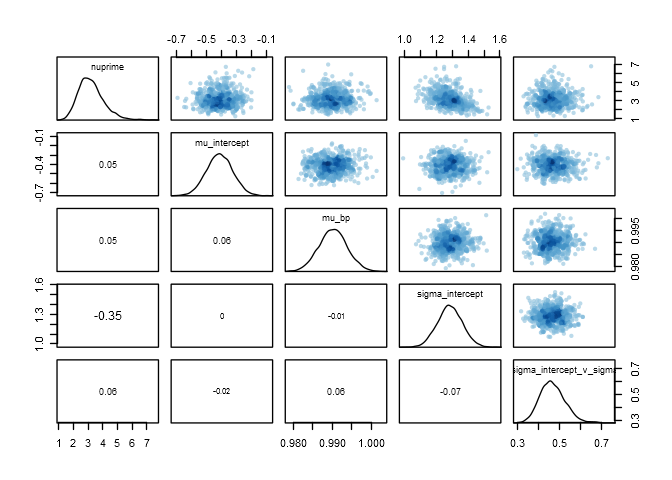 -0.7 -0.5 -0.3 -0.1
1.0 1.2 1.4 1.6
nuprime
1 3 5 7
-0.7 -0.4 -0.1
0.05
mu_intercept
0.05
0.06
mu_bp
0.980 0.995
1.0 1.3 1.6
-0.35
0
-0.01
sigma_intercept
0.06
-0.02
0.06
-0.07
sigma_intercept_v_sigma
0.3 0.5 0.7
1 2 3 4 5 6 7
0.980 0.990 1.000
0.3 0.5 0.7